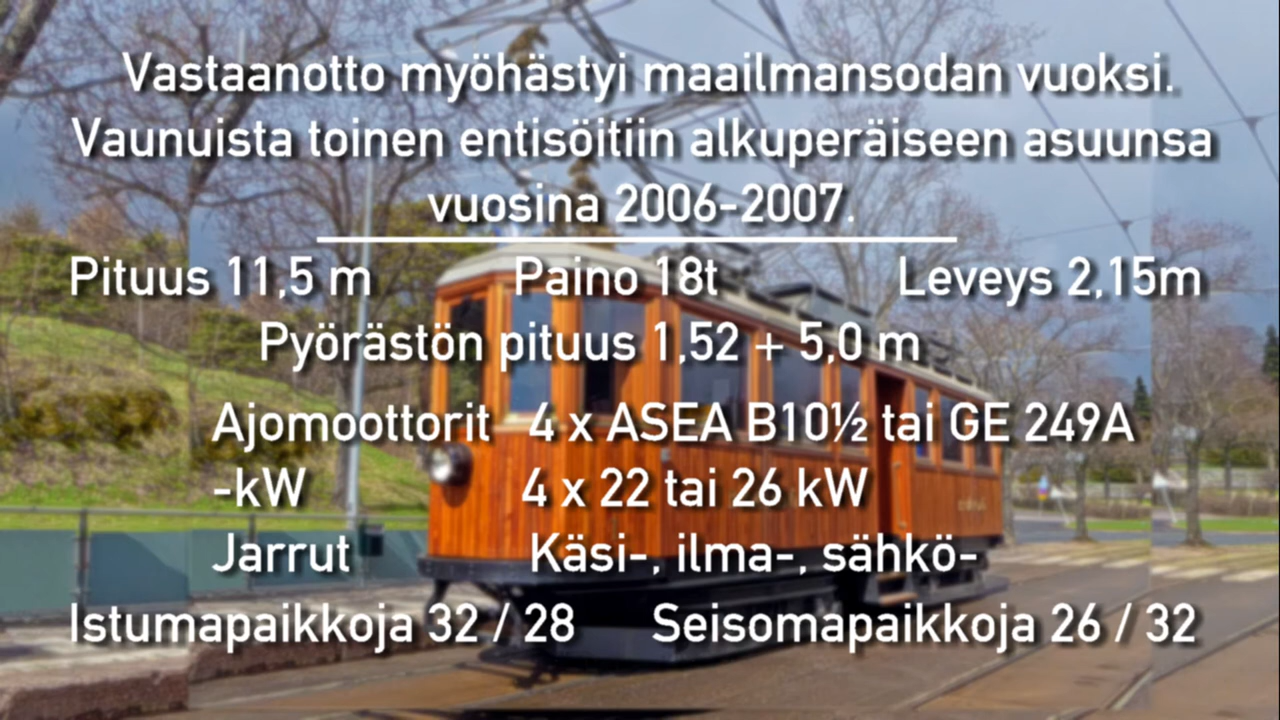 Vastaanotto myöhästyi maailmansodan vuoksi.
Vaunuista toinen entisöitiin alkuperäiseen asuunsa
vuosina 2006-2007.
Pituus 11,5 m Paino 18t Leveys 2,15m
Pyörästön pituus 1,52 + 5,0 m
Ajomoottorit 4 x ASEA B10½ tai GE 249A
-kW 4 x 22 tai 26 kW
Jarrut Käsi-, ilma-, sähkö-
Istumapaikkoja 32 / 28 Seisomapaikkoja 26 / 32